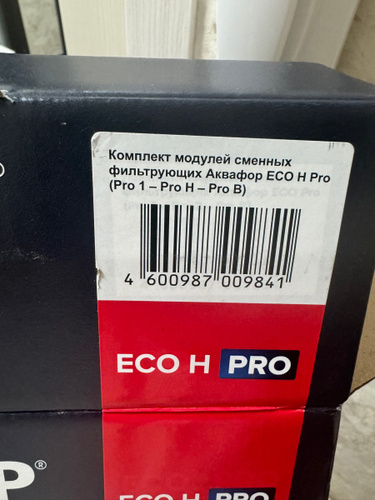 Комплект модулей сменных
фильтрующих Аквафор ECO H Pro
(Pro 1 – Pro H – Pro B)
4 600987 009841
ECO H PRO
P®
ECO H PRO